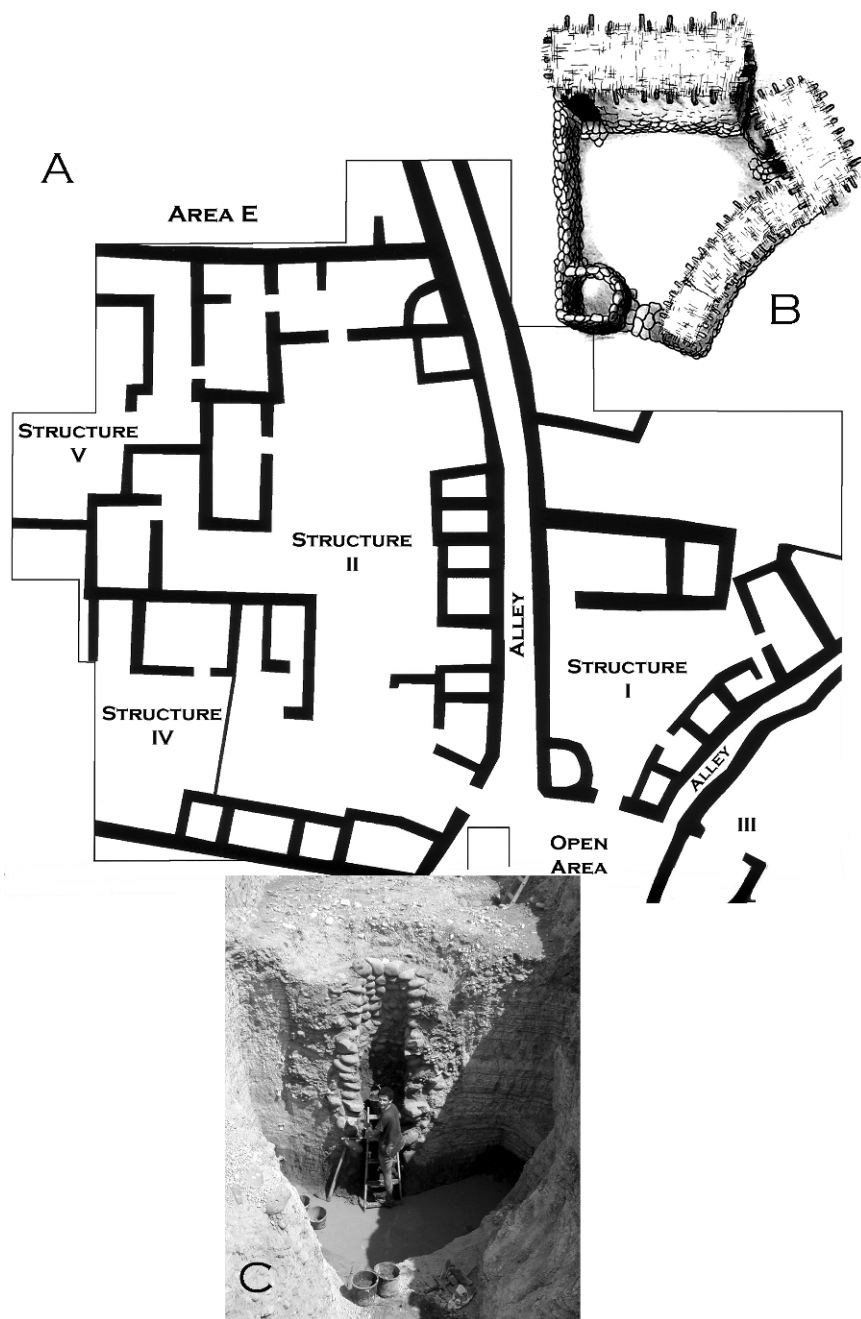 A
AREA E
B
STRUCTURE
V
STRUCTURE
II
ALLEY
STRUCTURE
I
STRUCTURE
IV
ALLEY
III
OPEN
AREA
C